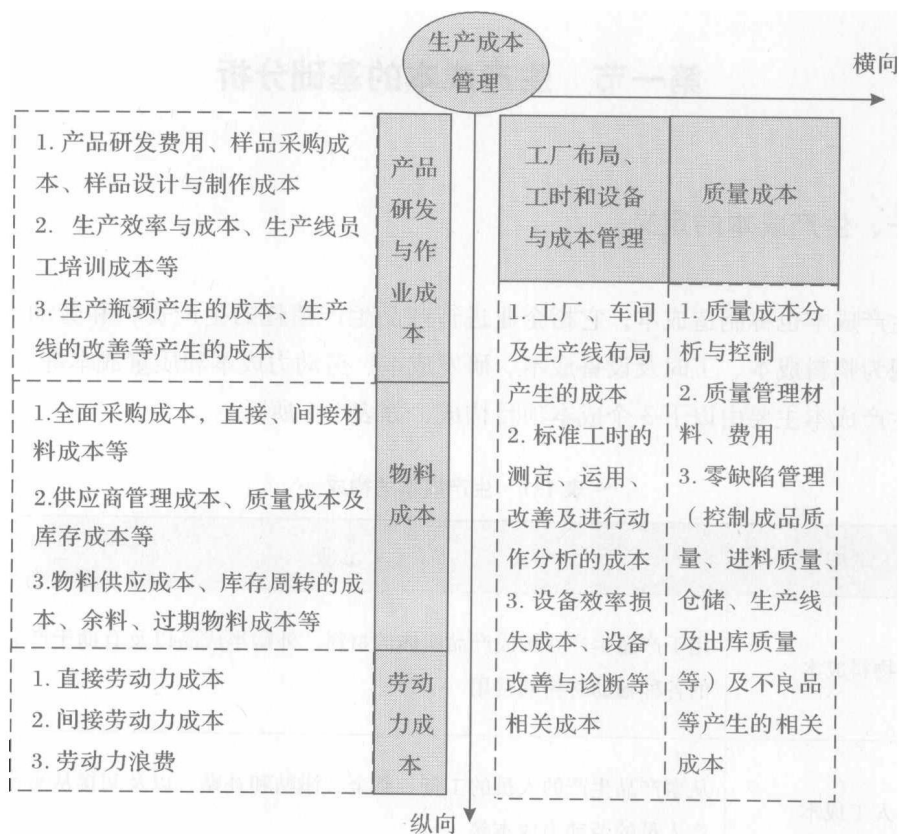 生产成本
管理
横向
1. 产品研发费用、样品采购成
本、样品设计与制作成本
2. 生产效率与成本、生产线员
工培训成本等
3. 生产瓶颈产生的成本、生产
线的改善等产生的成本
产品
研发
与作
业成
本
1.全面采购成本，直接、间接材
料成本等
2.供应商管理成本、质量成本及
库存成本等
3.物料供应成本、库存周转的成
本、余料、过期物料成本等
物料
成本
1. 直接劳动力成本
2. 间接劳动力成本
3. 劳动力浪费
劳动
力成
本
纵向
工厂布局、
工时和设备
与成本管理
1. 工厂、车间
及生产线布局
产生的成本
2. 标准工时的
测定、运用、
改善及进行动
作分析的成本
3. 设备效率损
失成本、设备
改善与诊断等
相关成本
质量成本
1. 质量成本分
析与控制
2. 质量管理材
料、费用
3. 零缺陷管理
（控制成品质
量、进料质量、
仓储、生产线
及出库质量
等）及不良品
等产生的相关
成本